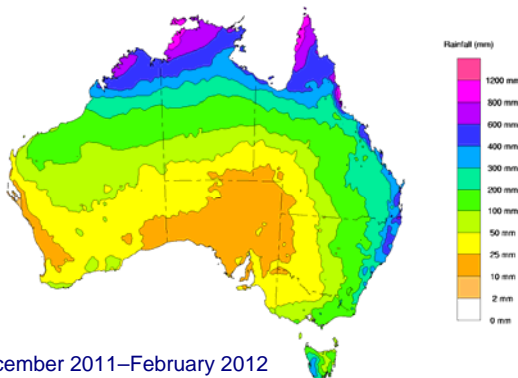 Rainfall (mm)
1200 mm
800 mm
600 mm
400 mm
300 mm
200 mm
100 mm
50 mm
25 mm
10 mm
2 mm
0 mm
cember 2011–February 2012